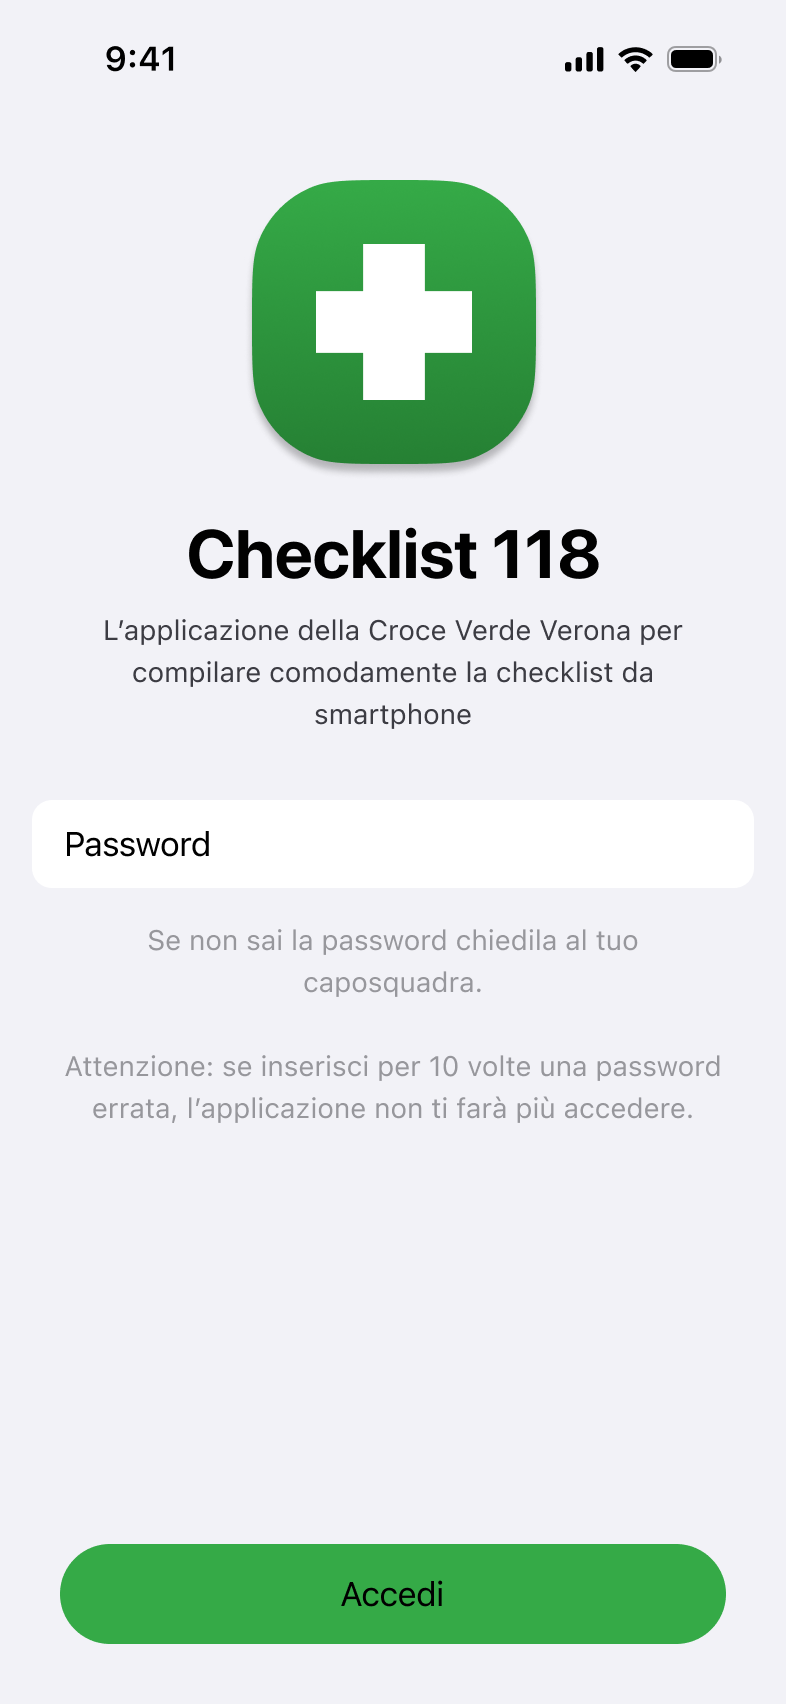 9:41
Checklist 118
L’applicazione della Croce Verde Verona per
compilare comodamente la checklist da
smartphone
Password
Se non sai la password chiedila al tuo
caposquadra.
Attenzione: se inserisci per 10 volte una password
errata, l’applicazione non ti farà più accedere.
Accedi